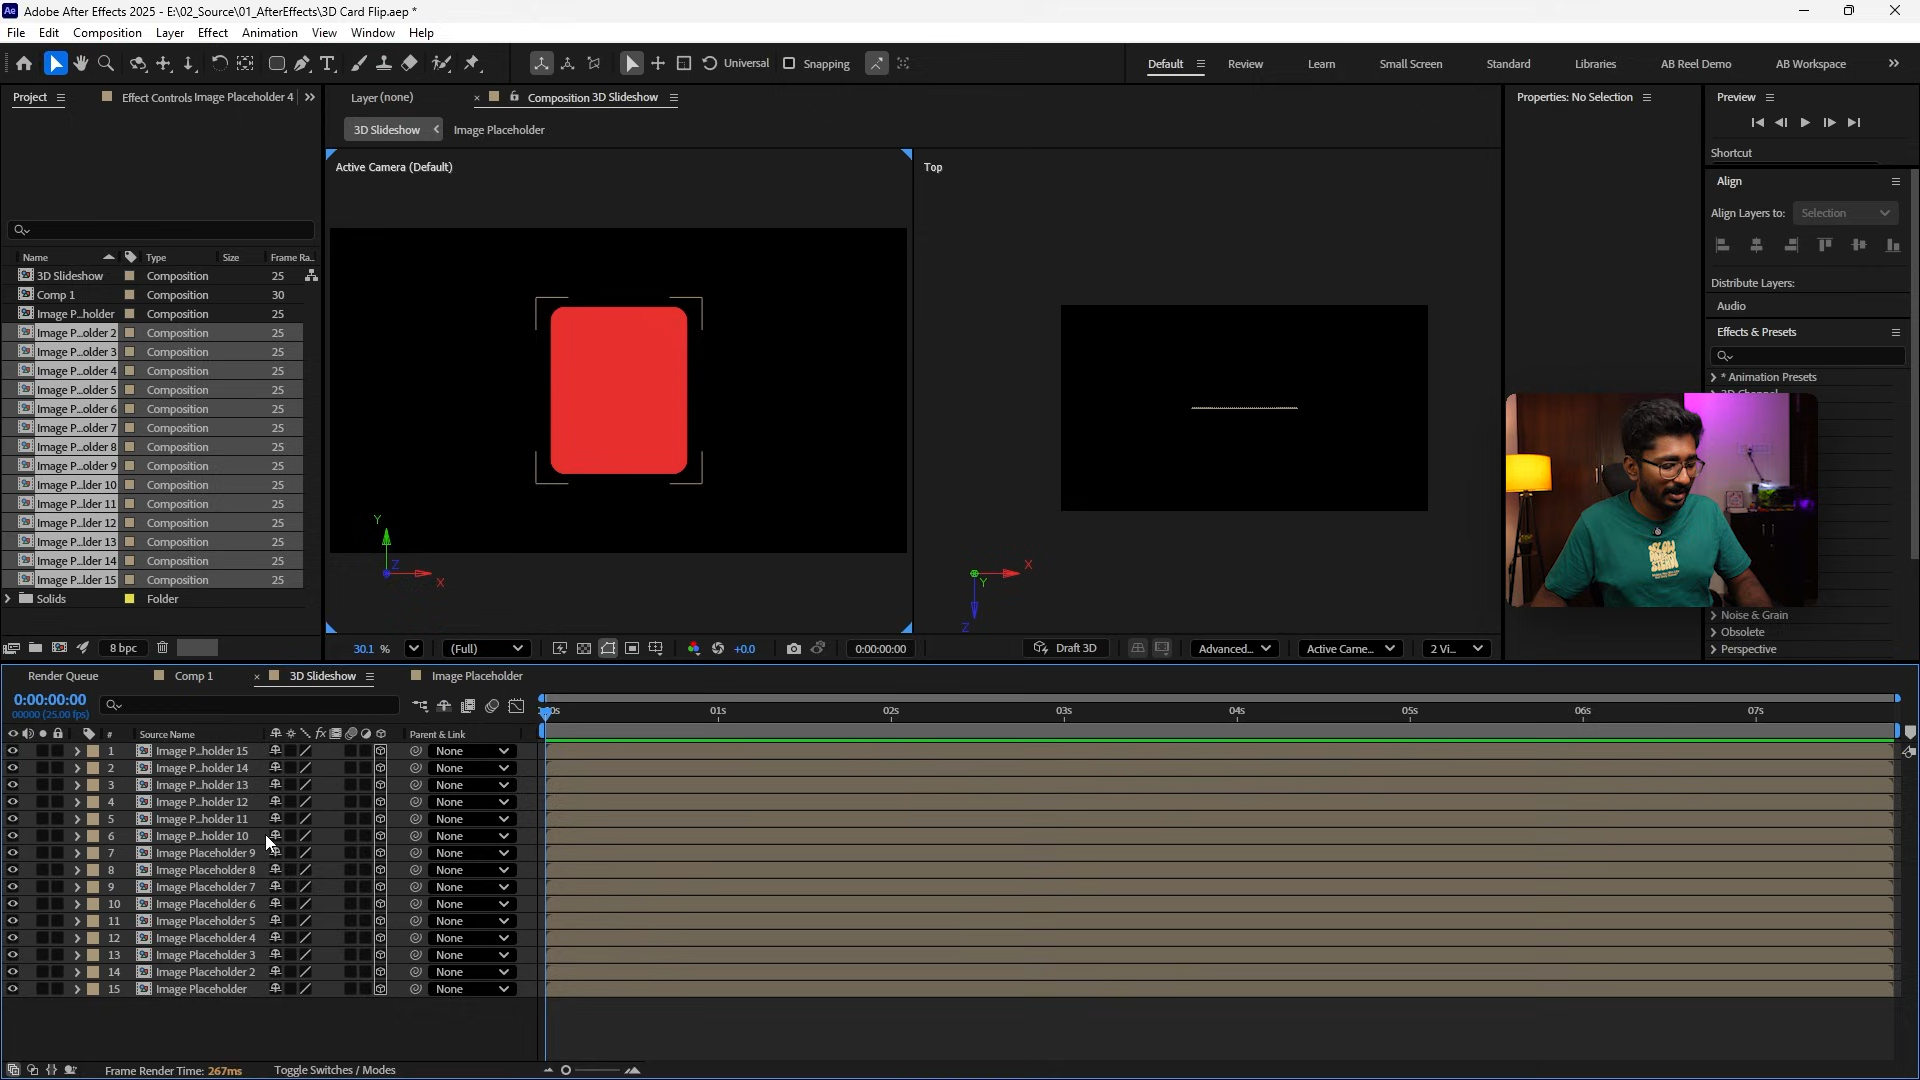 Ae Adobe After Effects 2025 - E:\02_Source\01_AfterEffects\3D Card Flip.aep *
File Edit Composition Layer Effect Animation View Window Help
Universal Snapping Default Review Learn Small Screen Standard Libraries AB Reel Demo AB Workspace
Project Effect Controls Image Placeholder 4
Layer (none) Composition 3D Slideshow
Properties: No Selection
Preview
3D Slideshow Image Placeholder
Shortcut
Active Camera (Default)
Top
Align
Align Layers to: Selection
Name Type Size Frame Ra..
3D Slideshow Composition 25
Comp 1 Composition 30
Image P...holder Composition 25
Image P...older 2 Composition 25
Image P...older 3 Composition 25
Image P...older 4 Composition 25
Image P...older 5 Composition 25
Image P...older 6 Composition 25
Image P...older 7 Composition 25
Image P...older 8 Composition 25
Image P...older 9 Composition 25
Image P...lder 10 Composition 25
Image P...lder 11 Composition 25
Image P...lder 12 Composition 25
Image P...lder 13 Composition 25
Image P...lder 14 Composition 25
Image P...lder 15 Composition 25
Solids Folder
Distribute Layers:
Audio
Effects & Presets
* Animation Presets
Noise & Grain
Obsolete
Perspective
Y
Z
X
X
Y
Z
8 bpc
30.1 % (Full) +0.0 0:00:00:00 Draft 3D Advanced... Active Came... 2 Vi...
Render Queue Comp 1 3D Slideshow Image Placeholder
0:00:00:00
00000 (25.00 fps)
01s 02s 03s 04s 05s 06s 07s
# Source Name fx Parent & Link
1 Image P...holder 15 None
2 Image P...holder 14 None
3 Image P...holder 13 None
4 Image P...holder 12 None
5 Image P...holder 11 None
6 Image P...holder 10 None
7 Image Placeholder 9 None
8 Image Placeholder 8 None
9 Image Placeholder 7 None
10 Image Placeholder 6 None
11 Image Placeholder 5 None
12 Image Placeholder 4 None
13 Image Placeholder 3 None
14 Image Placeholder 2 None
15 Image Placeholder None
Frame Render Time: 267ms Toggle Switches / Modes